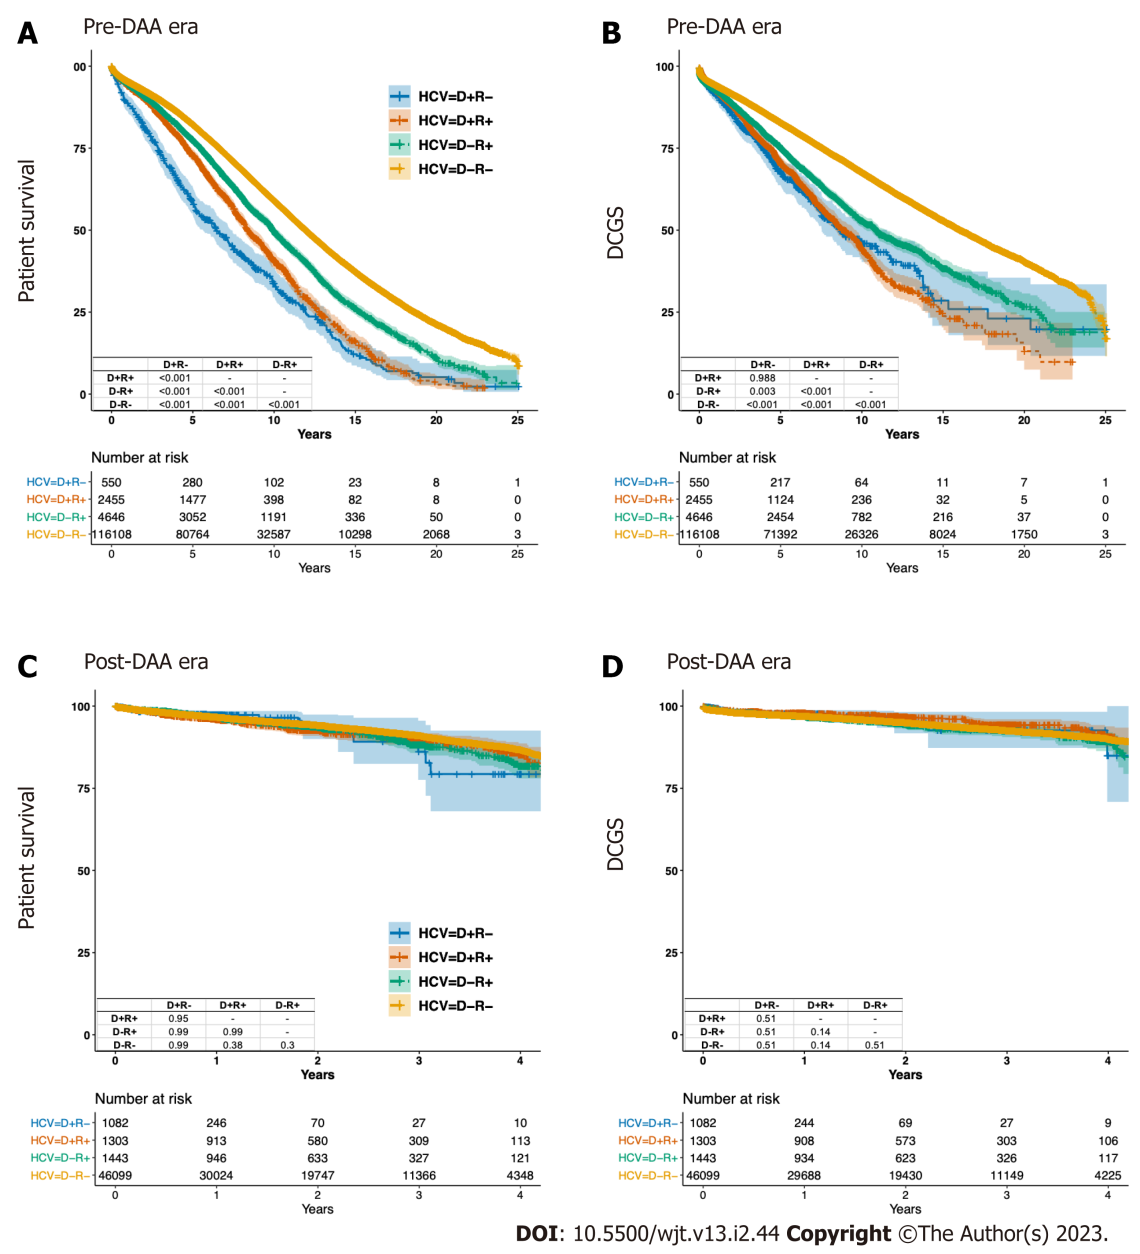 A Pre-DAA era
00
75
50
25
0
Patient survival
HCV=D+R−
HCV=D+R+
HCV=D−R+
HCV=D−R−
D+R- D+R+ D-R+
D+R+ <0.001 - -
D-R+ <0.001 <0.001 -
D-R- <0.001 <0.001 <0.001
0 5 10 15 20 25
Years
Number at risk
HCV=D+R− 550 280 102 23 8 1
HCV=D+R+ 2455 1477 398 82 8 0
HCV=D−R+ 4646 3052 1191 336 50 0
HCV=D−R− 116108 80764 32587 10298 2068 3
0 5 10 15 20 25
Years
B Pre-DAA era
100
75
50
25
0
DCGS
D+R- D+R+ D-R+
D+R+ 0.988 - -
D-R+ 0.003 <0.001 -
D-R- <0.001 <0.001 <0.001
0 5 10 15 20 25
Years
Number at risk
HCV=D+R− 550 217 64 11 7 1
HCV=D+R+ 2455 1124 236 32 5 0
HCV=D−R+ 4646 2454 782 216 37 0
HCV=D−R− 116108 71392 26326 8024 1750 3
0 5 10 15 20 25
Years
C Post-DAA era
100
75
50
25
0
Patient survival
HCV=D+R−
HCV=D+R+
HCV=D−R+
HCV=D−R−
D+R- D+R+ D-R+
D+R+ 0.95 - -
D-R+ 0.99 0.99 -
D-R- 0.99 0.38 0.3
0 1 2 3 4
Years
Number at risk
HCV=D+R− 1082 246 70 27 10
HCV=D+R+ 1303 913 580 309 113
HCV=D−R+ 1443 946 633 327 121
HCV=D−R− 46099 30024 19747 11366 4348
0 1 2 3 4
Years
D Post-DAA era
100
75
50
25
0
DCGS
D+R- D+R+ D-R+
D+R+ 0.51 - -
D-R+ 0.51 0.14 -
D-R- 0.51 0.14 0.51
0 1 2 3 4
Years
Number at risk
HCV=D+R− 1082 244 69 27 9
HCV=D+R+ 1303 908 573 303 106
HCV=D−R+ 1443 934 623 326 117
HCV=D−R− 46099 29688 19430 11149 4225
0 1 2 3 4
Years
DOI: 10.5500/wjt.v13.i2.44 Copyright ©The Author(s) 2023.